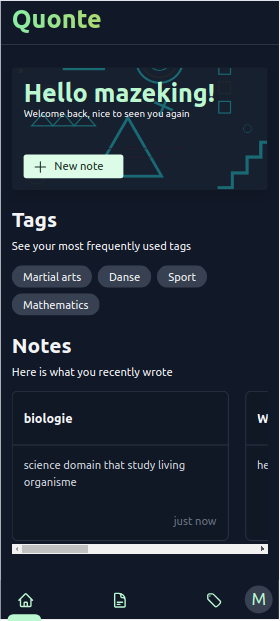 Quonte
Hello mazeking!
Welcome back, nice to seen you again
+ New note
Tags
See your most frequently used tags
Martial arts Danse Sport
Mathematics
Notes
Here is what you recently wrote
biologie W
science domain that study living he
organisme
just now
M